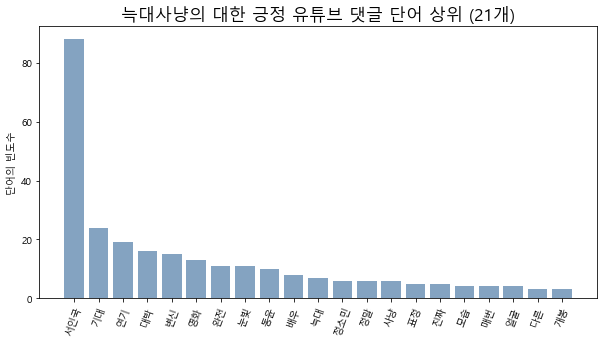 늑대사냥의 대한 긍정 유튜브 댓글 단어 상위 (21개)
단어의 빈도수
80
60
40
20
0
서인국
기대
연기
대박
변신
영화
완전
눈빛
동윤
배우
늑대
정소민
정말
사냥
표정
진짜
모습
매번
얼굴
다른
개봉